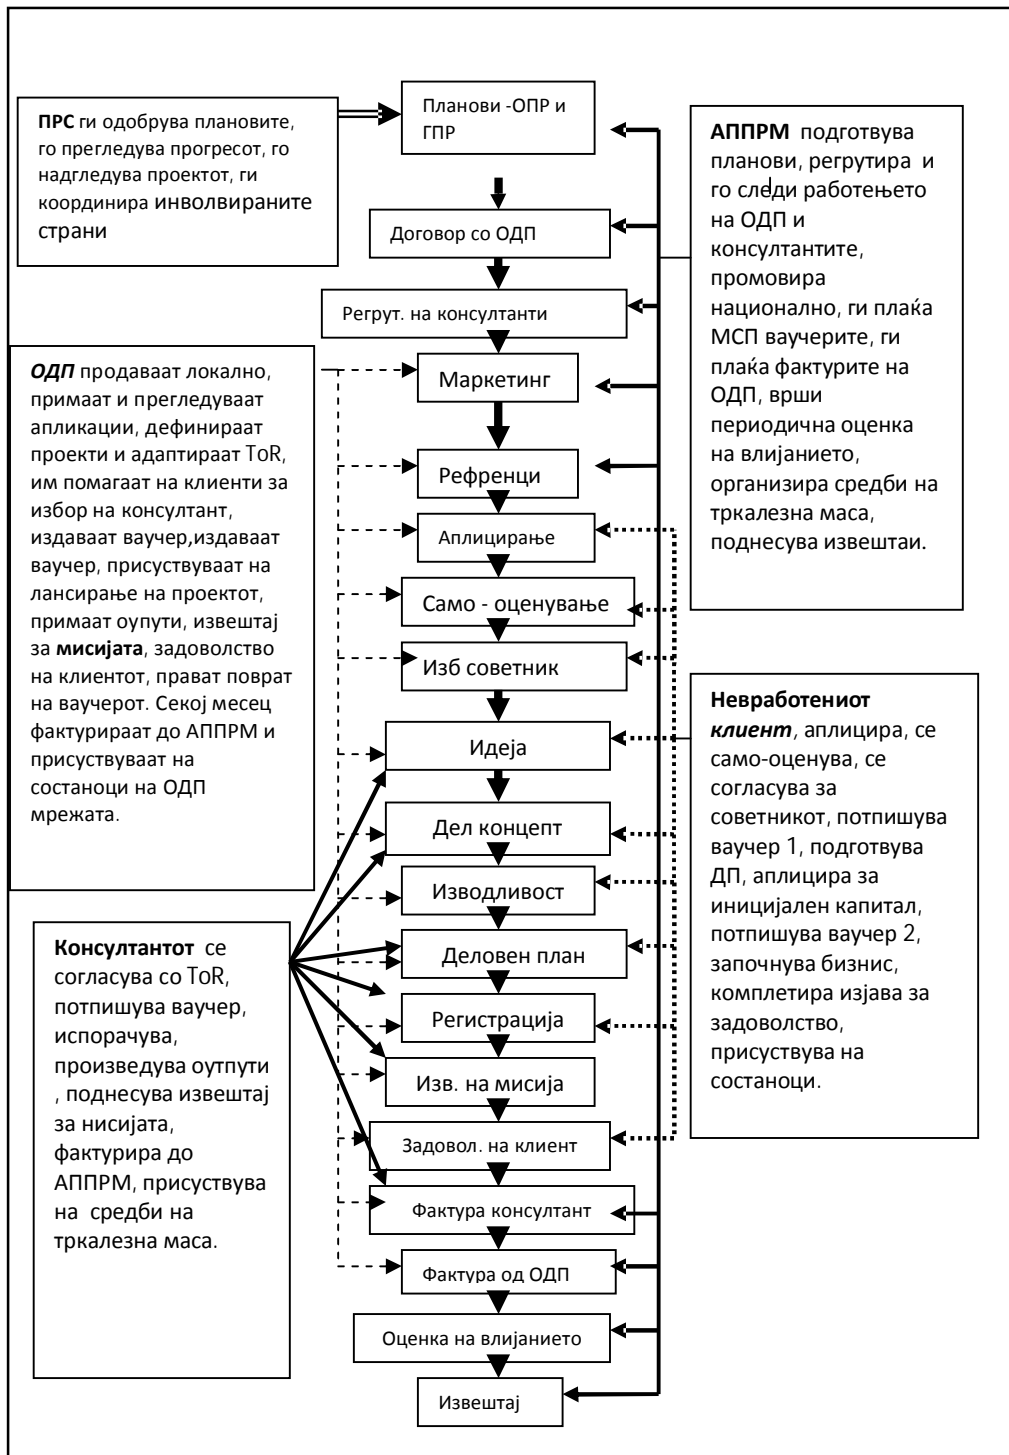 Планови -ОПР и
ГПР
ПРС ги одобрува плановите,
го прегледува прогресот, го
надгледува проектот, ги
координира инволвираните
страни
АППРМ подготвува
планови, регрутира и
го следи работењето
на ОДП и
консултантите,
промовира
национално, ги плаќа
МСП ваучерите, ги
плаќа фактурите на
ОДП, врши
периодична оценка
на влијанието,
организира средби на
тркалезна маса,
поднесува извештаи.
Договор со ОДП
Регрут. на консултанти
ОДП продаваат локално,
примаат и прегледуваат
апликации, дефинираат
проекти и адаптираат ToR,
им помагаат на клиенти за
избор на консултант,
издаваат ваучер,издаваат
ваучер, присуствуваат на
лансирање на проектот,
примаат оупути, извештај
за мисијата, задоволство
на клиентот, прават поврат
на ваучерот. Секој месец
фактурираат до АППРМ и
присуствуваат на
состаноци на ОДП
мрежата.
Маркетинг
Рефренци
Аплицирање
Само - оценување
Изб советник
Невработениот
клиент, аплицира, се
само-оценува, се
согласува за
советникот, потпишува
ваучер 1, подготвува
ДП, аплицира за
иницијален капитал,
потпишува ваучер 2,
започнува бизнис,
комплетира изјава за
задоволство,
присуствува на
состаноци.
Идеја
Дел концепт
Изводливост
Консултантот се
согласува со ToR,
потпишува ваучер,
испорачува,
произведува оутпути
, поднесува извештај
за нисијата,
фактурира до
АППРМ, присуствува
на средби на
тркалезна маса.
Деловен план
Регистрација
Изв. на мисија
Задовол. на клиент
Фактура консултант
Фактура од ОДП
Оценка на влијанието
Извештај